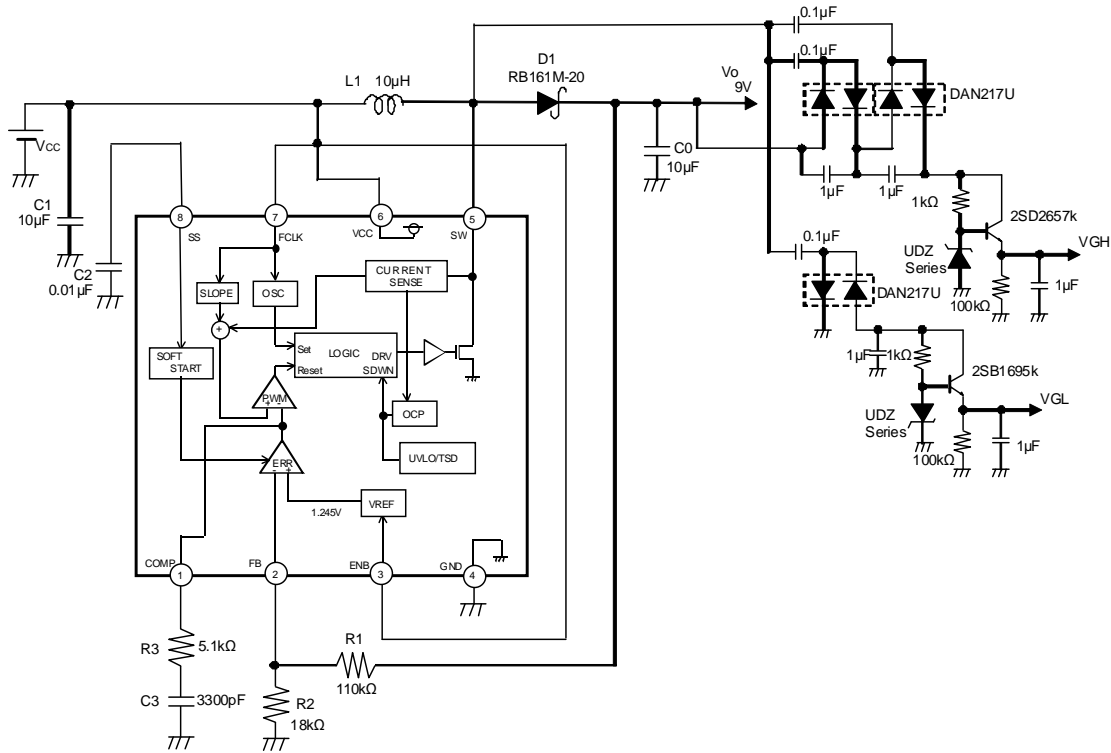 0.1µF
0.1µF
D1
RB161M-20
L1 10µH
Vo
9V
DAN217U
VCC
C1
10µF
C0
10µF
1µF
1µF
1kΩ
2SD2657k
VGH
UDZ
Series
100kΩ
1µF
8
7
6
5
SS
FCLK
VCC
SW
C2
0.01µF
0.1µF
DAN217U
CURRENT
SENSE
SLOPE
OSC
+
SOFT
START
Set
LOGIC
DRV
Reset
SDWN
PWM
+ -
OCP
1µF
1kΩ
2SB1695k
VGL
UDZ
Series
100kΩ
1µF
ERR
- +
UVLO/TSD
1.245V
VREF
COMP
FB
ENB
GND
1
2
3
4
R3
5.1kΩ
R1
110kΩ
C3
3300pF
R2
18kΩ